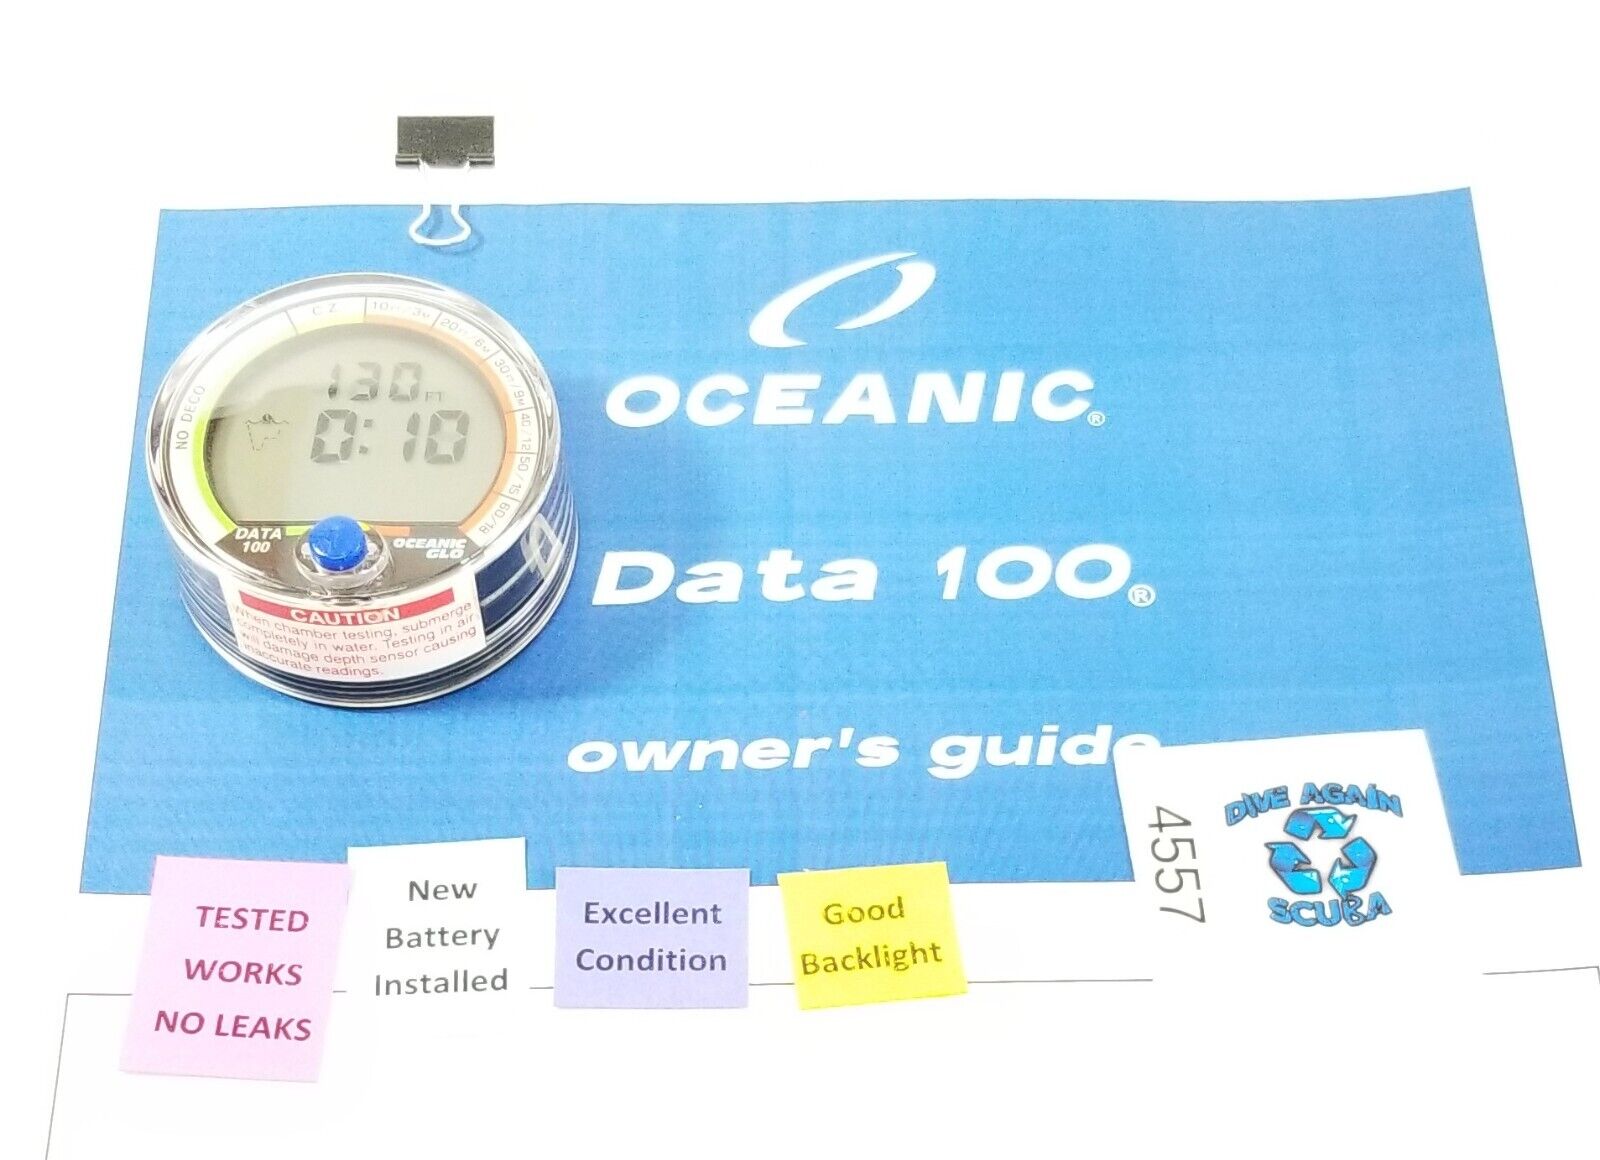 OCEANIC®
Data 100®
owner's guide
NO DECO
C Z
10FT/3M
20FT/6M
30FT/9M
40/12
50/15
60/18
130 FT
0:10
DATA
100
OCEANIC
GLO
CAUTION
When chamber testing, submerge
completely in water. Testing in air
will damage depth sensor causing
inaccurate readings.
TESTED
WORKS
NO LEAKS
New
Battery
Installed
Excellent
Condition
Good
Backlight
4557
DIVE AGAIN
SCUBA